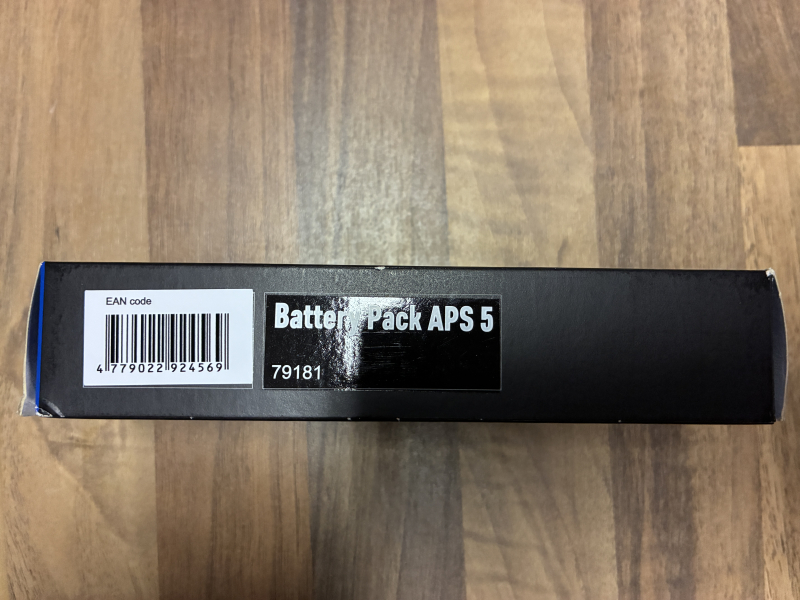 EAN code
4 779022 924569
Battery Pack APS 5
79181